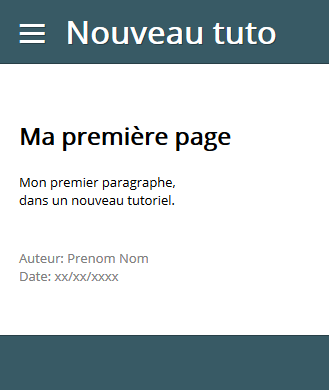 Nouveau tuto
Ma première page
Mon premier paragraphe,
dans un nouveau tutoriel.
Auteur: Prenom Nom
Date: xx/xx/xxxx